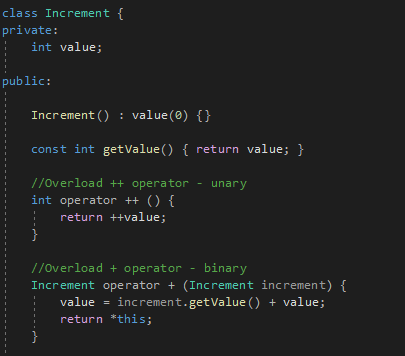 class Increment {
private:
int value;
public:
Increment() : value(0) {}
const int getValue() { return value; }
//Overload ++ operator - unary
int operator ++ () {
return ++value;
}
//Overload + operator - binary
Increment operator + (Increment increment) {
value = increment.getValue() + value;
return *this;
}